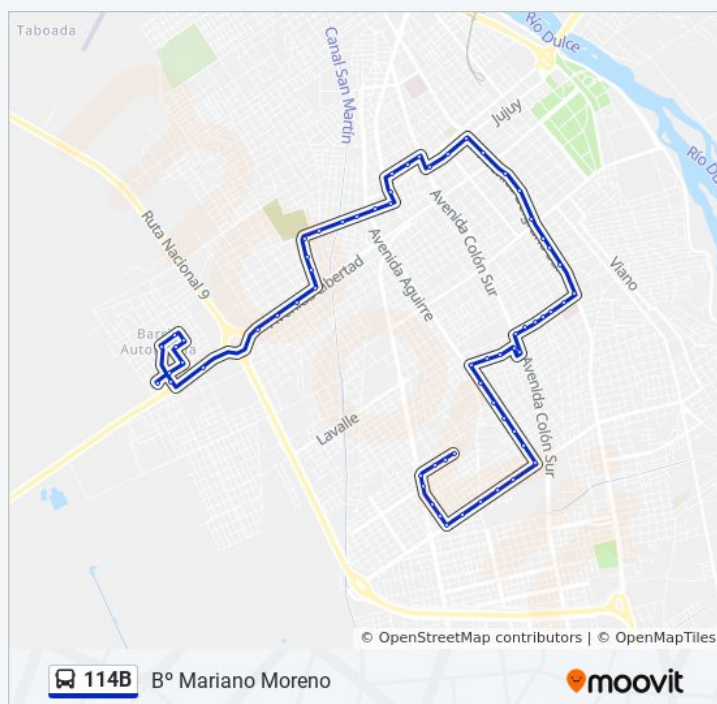 Taboada
Canal San Martín
Río Dulce
Jujuy
Río Du
Ruta Nacional 9
Avenida Colón Sur
Viano
Avenida Aguirre
Avenida Libertad
Avenida Colón Sur
Lavalle
© OpenStreetMap contributors | © OpenMapTiles
114B Bº Mariano Moreno
moovit